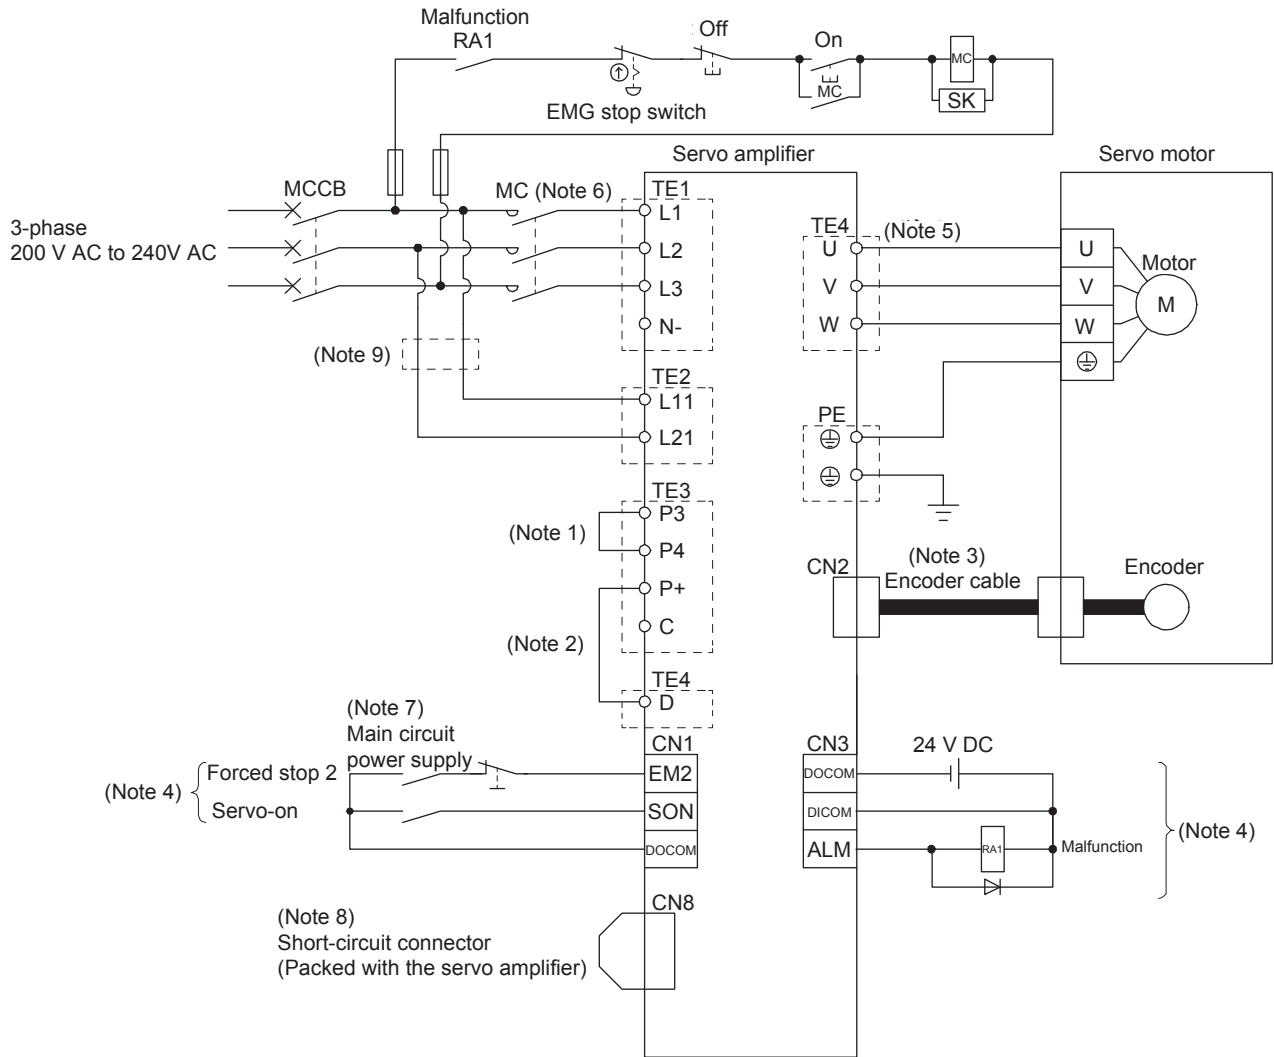 Malfunction
RA1
Off
On
MC
MC
SK
EMG stop switch
Servo amplifier
Servo motor
MCCB
MC (Note 6)
TE1
L1
L2
L3
N-
3-phase
200 V AC to 240V AC
TE4
(Note 5)
U
V
W
U
V
W
Motor
M
(Note 9)
TE2
L11
L21
PE
TE3
(Note 1)
P3
P4
P+
C
(Note 2)
CN2
(Note 3)
Encoder cable
Encoder
TE4
D
(Note 7)
Main circuit
power supply
(Note 4)
Forced stop 2
Servo-on
CN1
EM2
SON
DOCOM
CN3
DOCOM
DICOM
ALM
24 V DC
RA1
Malfunction
(Note 4)
CN8
(Note 8)
Short-circuit connector
(Packed with the servo amplifier)